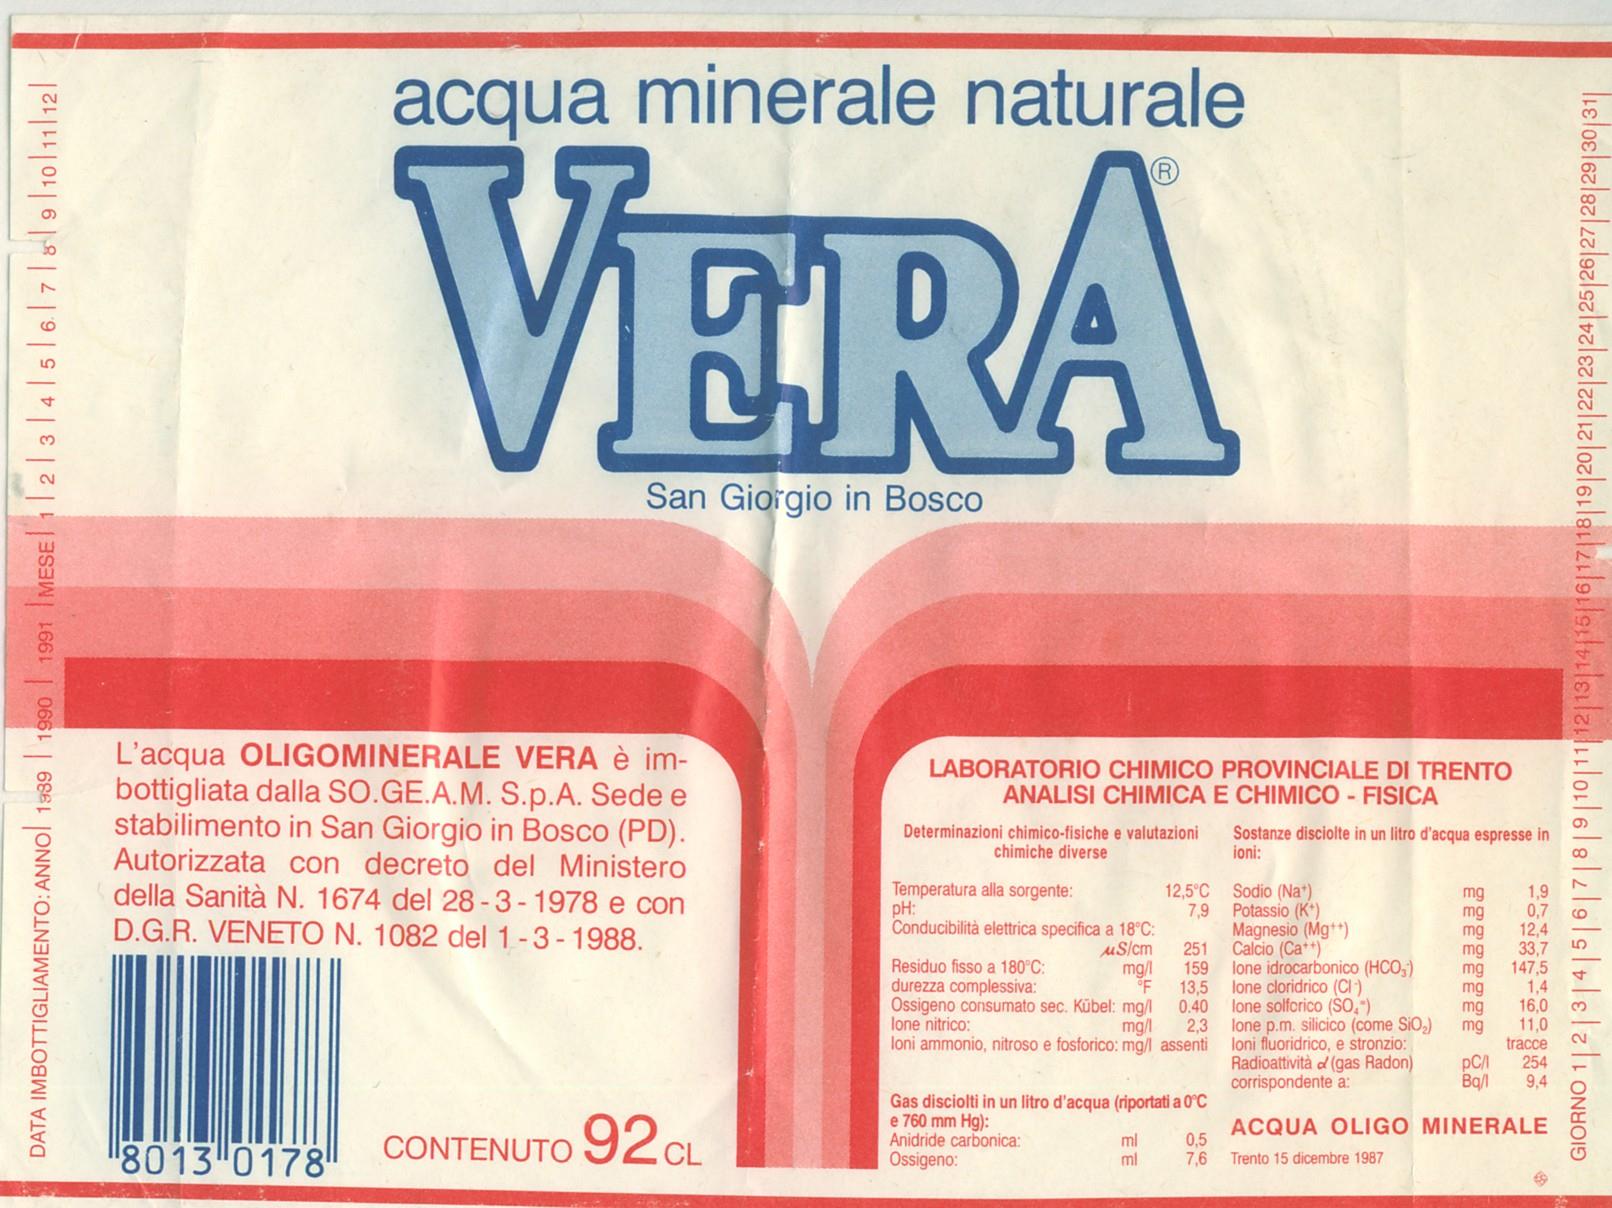 acqua minerale naturale
VERA®
San Giorgio in Bosco
DATA IMBOTTIGLIAMENTO: ANNO| 1989 | 1990 | 1991 |MESE| 1 | 2 | 3 | 4 | 5 | 6 | 7 | 8 | 9 | 10 | 11 | 12 |
L'acqua OLIGOMINERALE VERA è im-
bottigliata dalla SO.GE.A.M. S.p.A. Sede e
stabilimento in San Giorgio in Bosco (PD).
Autorizzata con decreto del Ministero
della Sanità N. 1674 del 28-3-1978 e con
D.G.R. VENETO N. 1082 del 1-3-1988.
8013 0178
CONTENUTO 92 CL
LABORATORIO CHIMICO PROVINCIALE DI TRENTO
ANALISI CHIMICA E CHIMICO - FISICA
Determinazioni chimico-fisiche e valutazioni
chimiche diverse
Temperatura alla sorgente: 12,5°C
pH: 7,9
Conducibilità elettrica specifica a 18°C:
µS/cm 251
Residuo fisso a 180°C: mg/l 159
durezza complessiva: °F 13,5
Ossigeno consumato sec. Kübel: mg/l 0.40
Ione nitrico: mg/l 2,3
Ioni ammonio, nitroso e fosforico: mg/l assenti
Gas disciolti in un litro d'acqua (riportati a 0°C
e 760 mm Hg):
Anidride carbonica: ml 0,5
Ossigeno: ml 7,6
Sostanze disciolte in un litro d'acqua espresse in
ioni:
Sodio (Na⁺) mg 1,9
Potassio (K⁺) mg 0,7
Magnesio (Mg⁺⁺) mg 12,4
Calcio (Ca⁺⁺) mg 33,7
Ione idrocarbonico (HCO₃⁻) mg 147,5
Ione cloridrico (Cl⁻) mg 1,4
Ione solforico (SO₄⁼) mg 16,0
Ione p.m. silicico (come SiO₂) mg 11,0
Ioni fluoridrico, e stronzio: tracce
Radioattività α (gas Radon) pC/l 254
corrispondente a: Bq/l 9,4
ACQUA OLIGO MINERALE
Trento 15 dicembre 1987
GIORNO 1 | 2 | 3 | 4 | 5 | 6 | 7 | 8 | 9 |10|11|12|13|14|15|16|17|18|19|20|21|22|23|24|25|26|27|28|29|30|31|